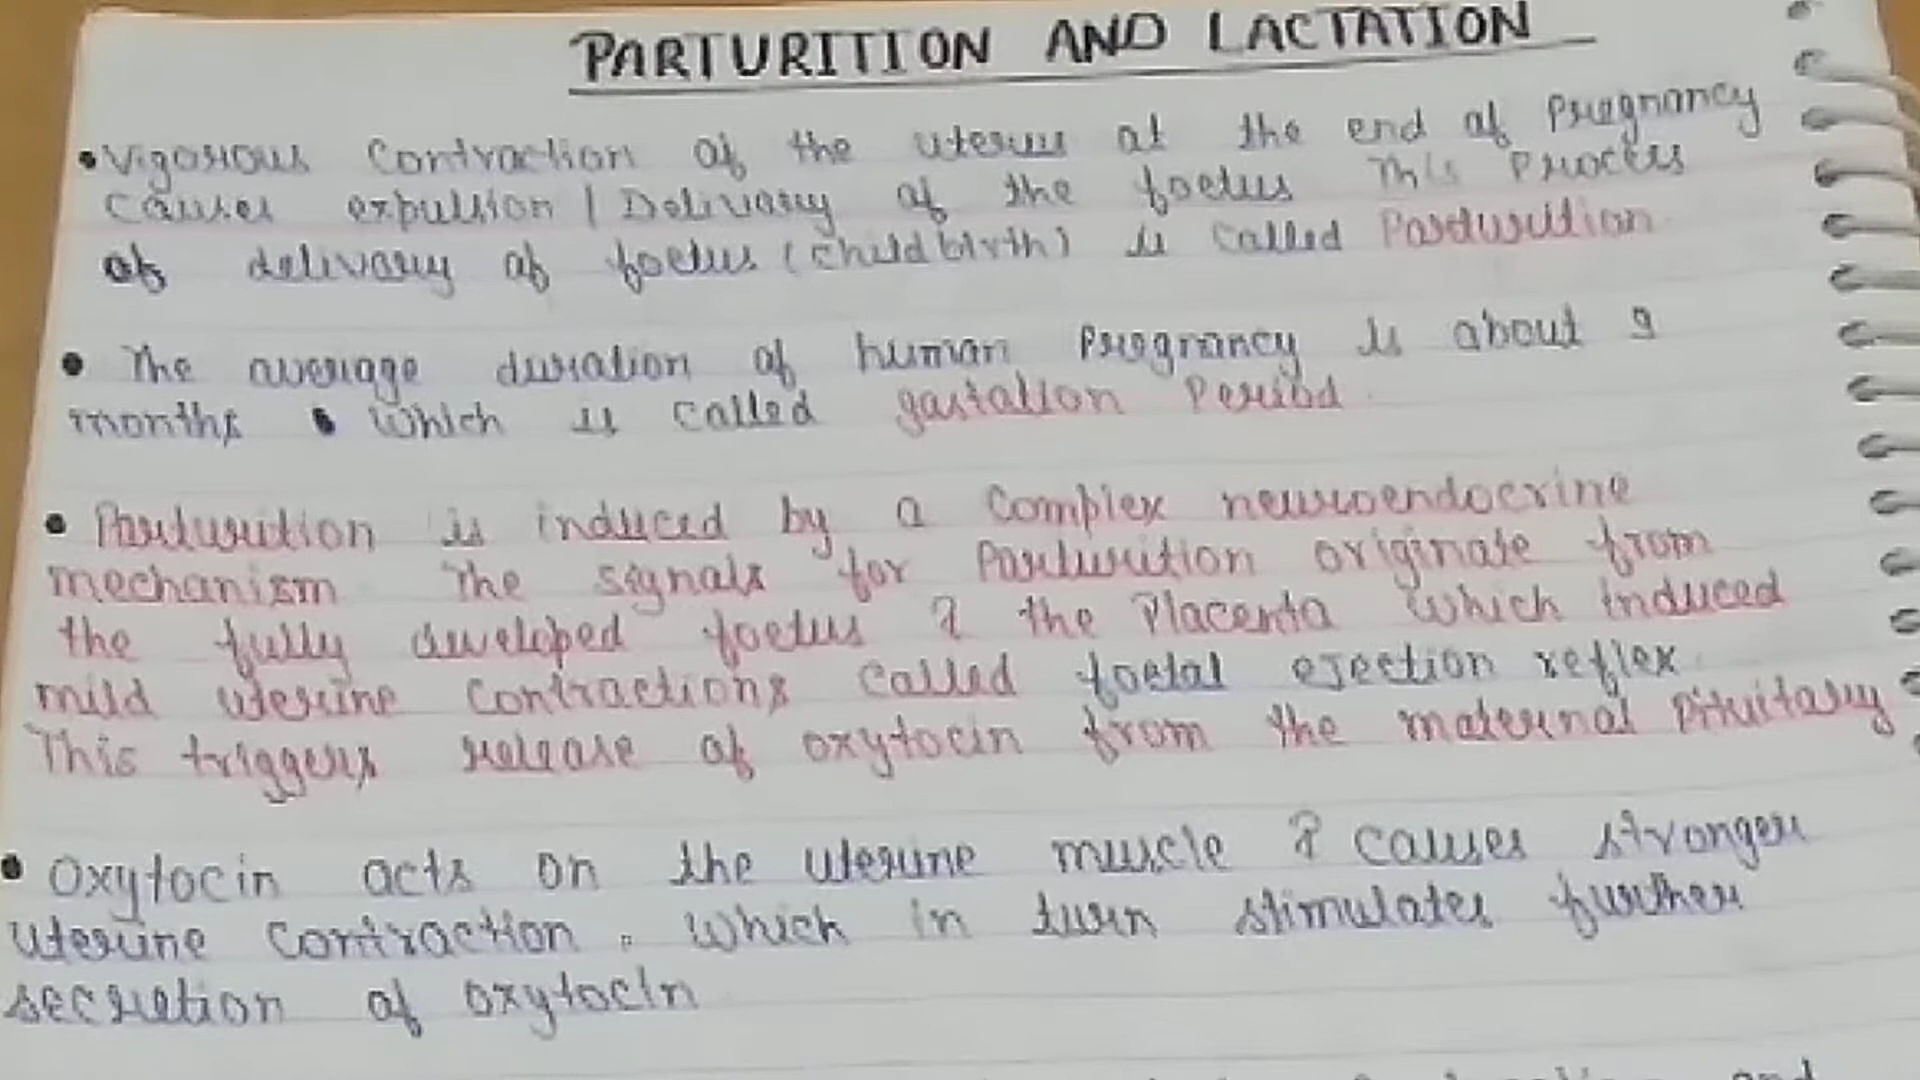 PARTURITION AND LACTATION
• Vigorous Contraction of the uterus at the end of Pregnancy
Causes expulsion / Delivary of the foetus This Process
of delivary of foetus (childbirth) is called Parturition
• The average duration of human Pregnancy is about 9
months • Which is called gastation Period
• Parturition is induced by a Complex neuroendocrine
mechanism The signals for Parturition originate from
the fully developed foetus & the Placenta which induced
mild uterine Contractions called foetal ejection reflex
This triggers release of oxytocin from the maternal Pituitary
• Oxytocin acts on the uterine muscle & causes stronger
uterine Contraction. Which in turn stimulates further
secretion of oxytocin
and